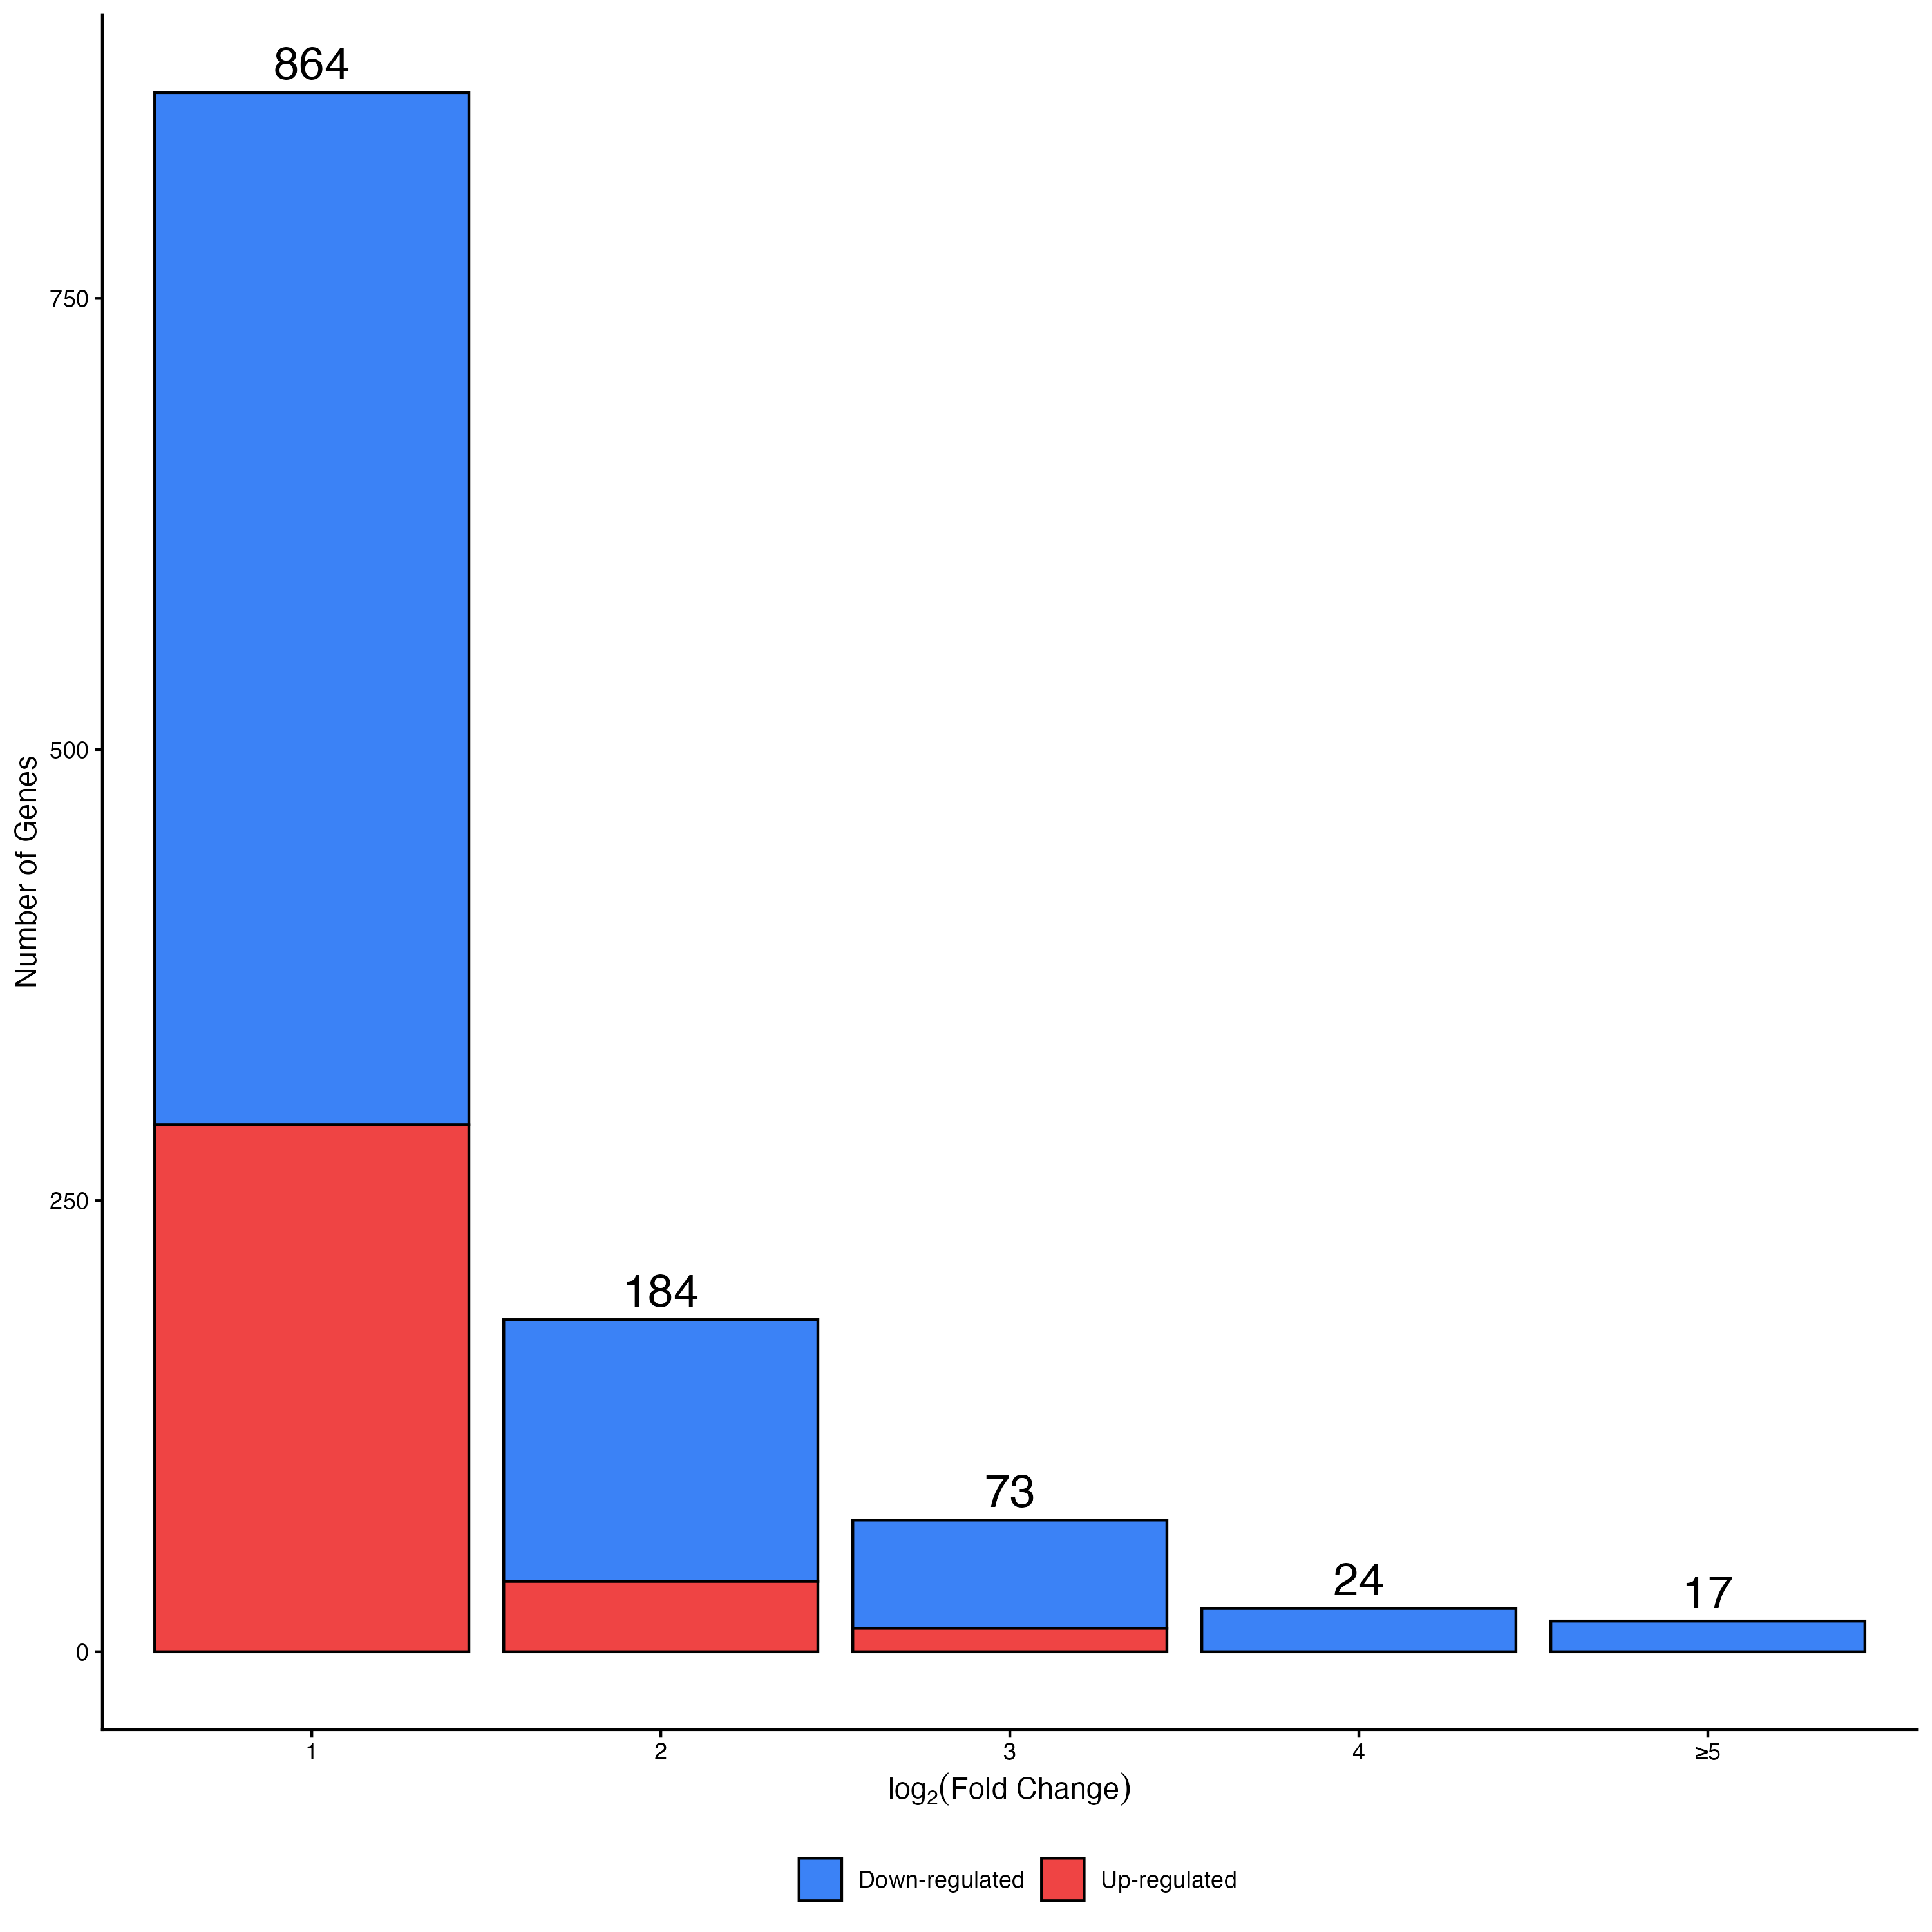 864
184
73
24
17
750
500
250
0
Number of Genes
1 2 3 4 ≥5
log₂(Fold Change)
Down-regulated Up-regulated